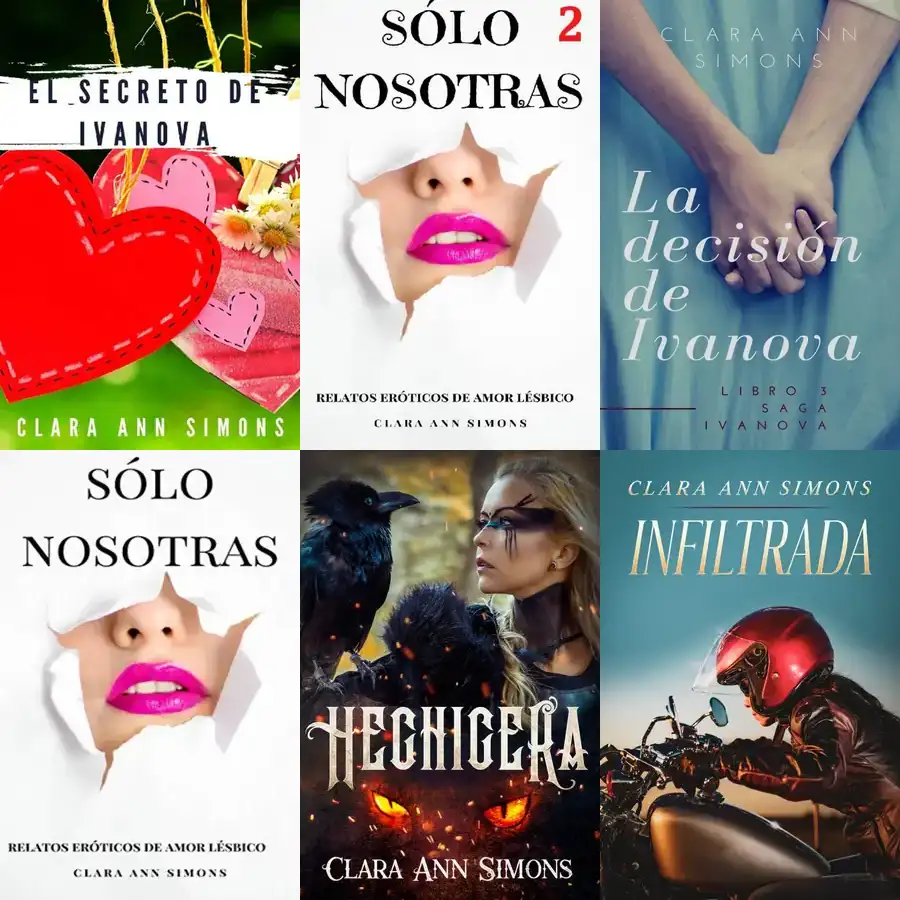 EL SECRETO DE
IVANOVA
CLARA ANN SIMONS
SÓLO 2
NOSOTRAS
RELATOS ERÓTICOS DE AMOR LÉSBICO
CLARA ANN SIMONS
CLARA ANN
SIMONS
La
decisión
de
Ivanova
LIBRO 3
SAGA
IVANOVA
SÓLO
NOSOTRAS
RELATOS ERÓTICOS DE AMOR LÉSBICO
CLARA ANN SIMONS
HECHICERA
CLARA ANN SIMONS
CLARA ANN SIMONS
INFILTRADA